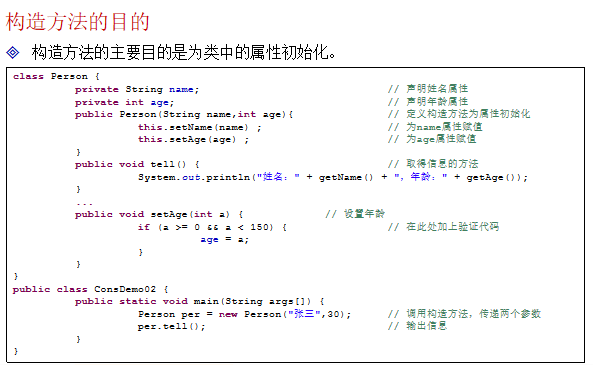 构造方法的目的
构造方法的主要目的是为类中的属性初始化。
class Person {
private String name; // 声明姓名属性
private int age; // 声明年龄属性
public Person(String name,int age){ // 定义构造方法为属性初始化
this.setName(name) ; // 为name属性赋值
this.setAge(age) ; // 为age属性赋值
}
public void tell() { // 取得信息的方法
System.out.println("姓名：" + getName() + "，年龄：" + getAge());
}
...
public void setAge(int a) { // 设置年龄
if (a >= 0 && a < 150) { // 在此处加上验证代码
age = a;
}
}
}
public class ConsDemo02 {
public static void main(String args[]) {
Person per = new Person("张三",30); // 调用构造方法，传递两个参数
per.tell(); // 输出信息
}
}